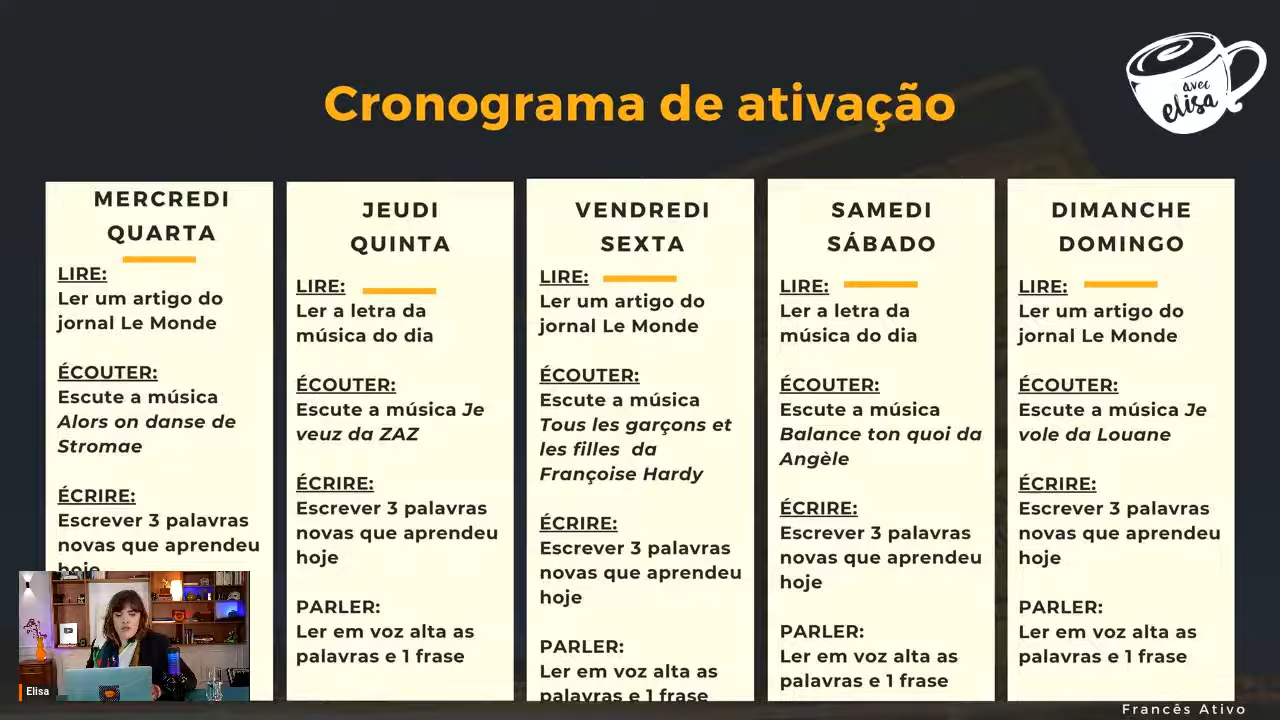 Cronograma de ativação
avec
elisa
MERCREDI
QUARTA
LIRE:
Ler um artigo do
jornal Le Monde
ÉCOUTER:
Escute a música
Alors on danse de
Stromae
ÉCRIRE:
Escrever 3 palavras
novas que aprendeu
hoje
JEUDI
QUINTA
LIRE:
Ler a letra da
música do dia
ÉCOUTER:
Escute a música Je
veuz da ZAZ
ÉCRIRE:
Escrever 3 palavras
novas que aprendeu
hoje
PARLER:
Ler em voz alta as
palavras e 1 frase
VENDREDI
SEXTA
LIRE:
Ler um artigo do
jornal Le Monde
ÉCOUTER:
Escute a música
Tous les garçons et
les filles da
Françoise Hardy
ÉCRIRE:
Escrever 3 palavras
novas que aprendeu
hoje
PARLER:
Ler em voz alta as
palavras e 1 frase
SAMEDI
SÁBADO
LIRE:
Ler a letra da
música do dia
ÉCOUTER:
Escute a música
Balance ton quoi da
Angèle
ÉCRIRE:
Escrever 3 palavras
novas que aprendeu
hoje
PARLER:
Ler em voz alta as
palavras e 1 frase
DIMANCHE
DOMINGO
LIRE:
Ler um artigo do
jornal Le Monde
ÉCOUTER:
Escute a música Je
vole da Louane
ÉCRIRE:
Escrever 3 palavras
novas que aprendeu
hoje
PARLER:
Ler em voz alta as
palavras e 1 frase
Elisa
Francês Ativo